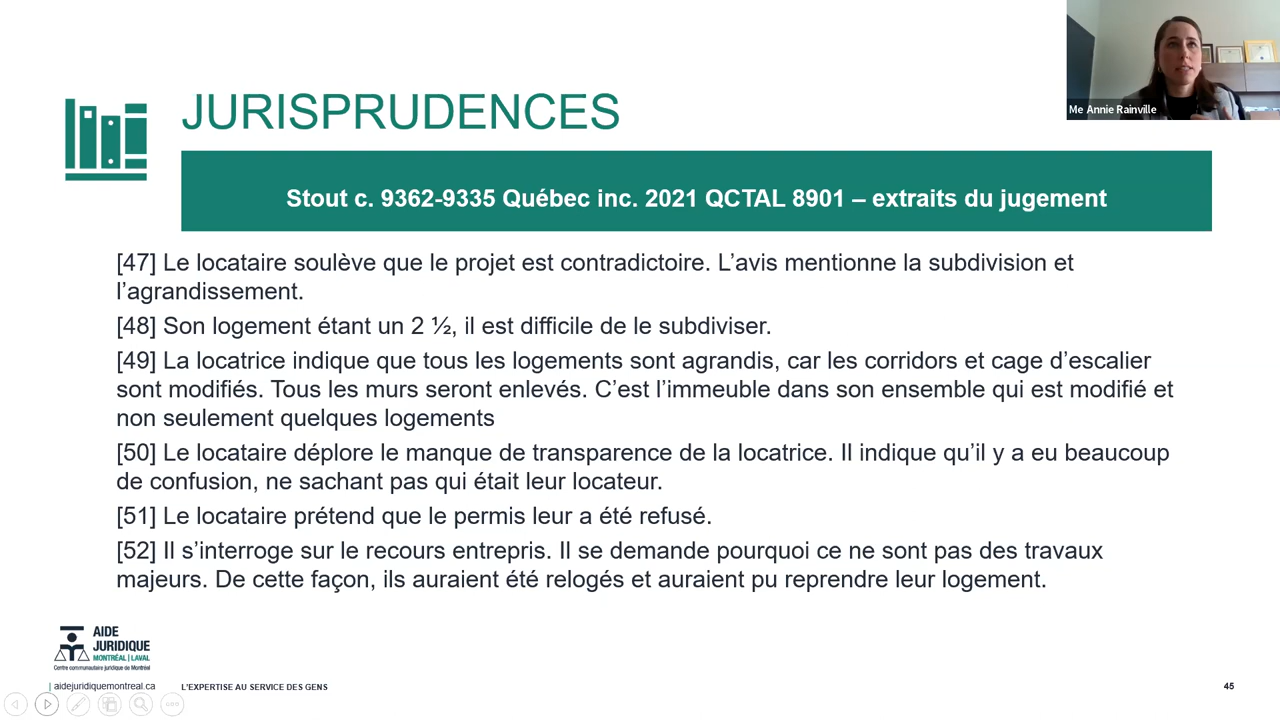 Me Annie Rainville
JURISPRUDENCES
Stout c. 9362-9335 Québec inc. 2021 QCTAL 8901 – extraits du jugement
[47] Le locataire soulève que le projet est contradictoire. L’avis mentionne la subdivision et
l’agrandissement.
[48] Son logement étant un 2 ½, il est difficile de le subdiviser.
[49] La locatrice indique que tous les logements sont agrandis, car les corridors et cage d’escalier
sont modifiés. Tous les murs seront enlevés. C’est l’immeuble dans son ensemble qui est modifié et
non seulement quelques logements
[50] Le locataire déplore le manque de transparence de la locatrice. Il indique qu’il y a eu beaucoup
de confusion, ne sachant pas qui était leur locateur.
[51] Le locataire prétend que le permis leur a été refusé.
[52] Il s’interroge sur le recours entrepris. Il se demande pourquoi ce ne sont pas des travaux
majeurs. De cette façon, ils auraient été relogés et auraient pu reprendre leur logement.
AIDE
JURIDIQUE
MONTRÉAL | LAVAL
Centre communautaire juridique de Montréal
| aidejuridiquemontreal.ca
L'EXPERTISE AU SERVICE DES GENS
45